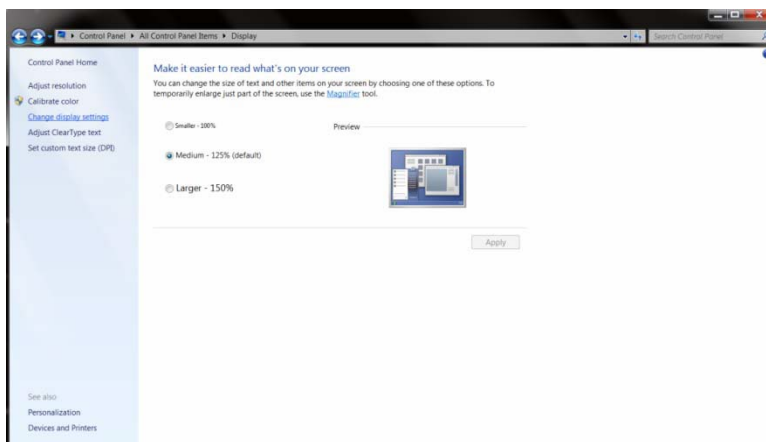 Control Panel ▸ All Control Panel Items ▸ Display
Search Control Panel
Control Panel Home
Adjust resolution
Calibrate color
Change display settings
Adjust ClearType text
Set custom text size (DPI)
Make it easier to read what's on your screen
You can change the size of text and other items on your screen by choosing one of these options. To
temporarily enlarge just part of the screen, use the Magnifier tool.
Smaller - 100%
Preview
Medium - 125% (default)
Larger - 150%
Apply
See also
Personalization
Devices and Printers